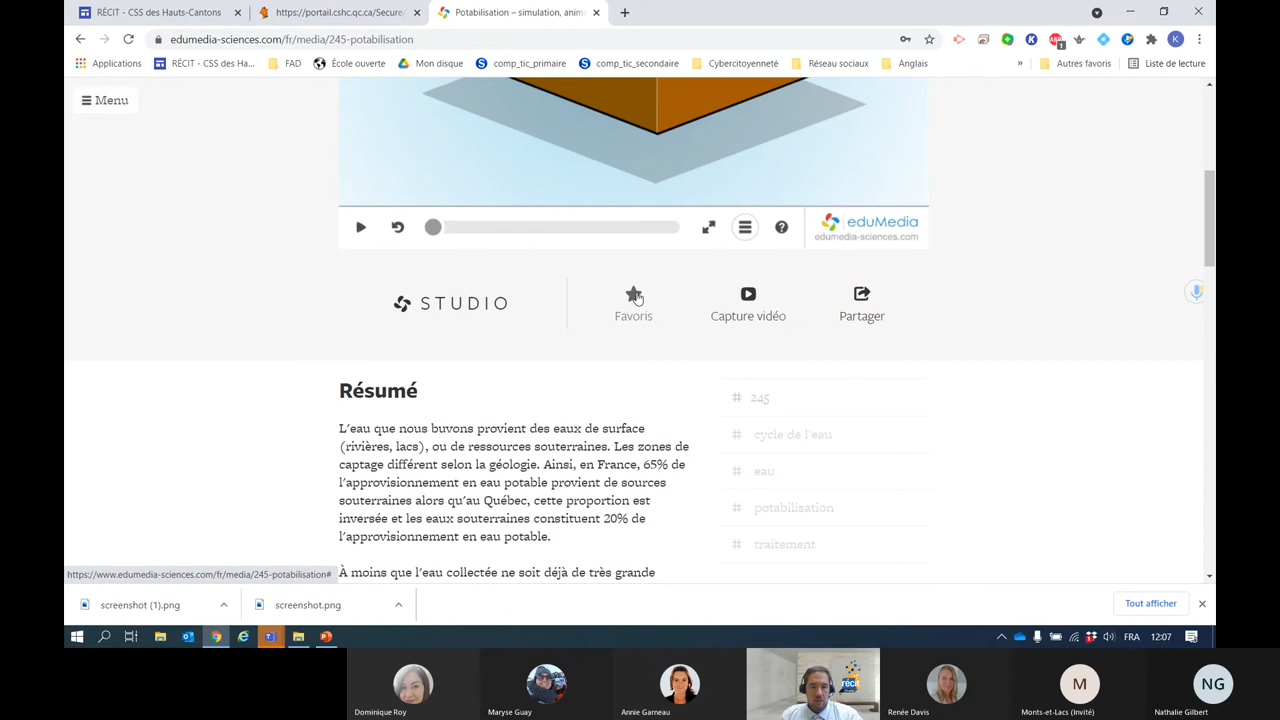 RÉCIT - CSS des Hauts-Cantons
https://portail.cshc.qc.ca/Secure/
Potabilisation – simulation, anim
edumedia-sciences.com/fr/media/245-potabilisation
K
Applications
RÉCIT - CSS des Ha...
FAD
École ouverte
Mon disque
comp_tic_primaire
comp_tic_secondaire
Cybercitoyenneté
Réseau sociaux
Anglais
»
Autres favoris
Liste de lecture
Menu
eduMedia
edumedia-sciences.com
STUDIO
Favoris
Capture vidéo
Partager
Résumé
L'eau que nous buvons provient des eaux de surface
(rivières, lacs), ou de ressources souterraines. Les zones de
captage différent selon la géologie. Ainsi, en France, 65% de
l'approvisionnement en eau potable provient de sources
souterraines alors qu'au Québec, cette proportion est
inversée et les eaux souterraines constituent 20% de
l'approvisionnement en eau potable.
À moins que l'eau collectée ne soit déjà de très grande
# 245
# cycle de l'eau
# eau
# potabilisation
# traitement
https://www.edumedia-sciences.com/fr/media/245-potabilisation#
screenshot (1).png
screenshot.png
Tout afficher
FRA
12:07
Dominique Roy
Maryse Guay
Annie Garneau
récit
Renée Davis
M
Monts-et-Lacs (Invité)
NG
Nathalie Gilbert